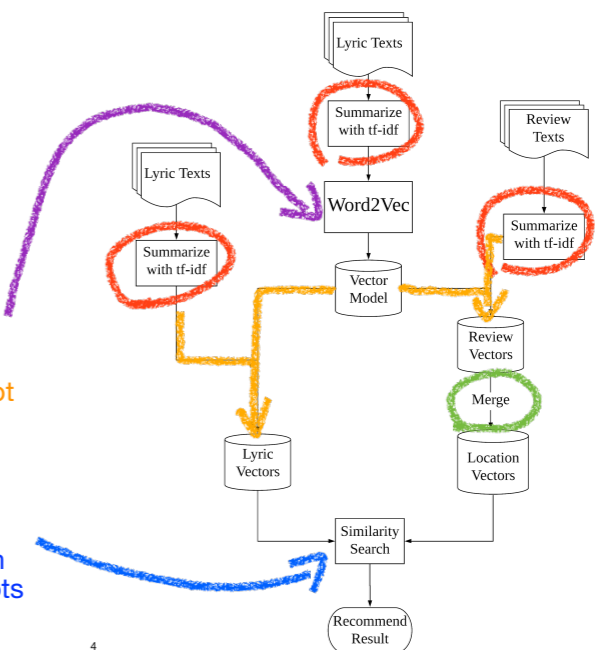 Lyric Texts
Summarize
with tf-idf
Review
Texts
Lyric Texts
Word2Vec
Summarize
with tf-idf
Summarize
with tf-idf
Vector
Model
Review
Vectors
Merge
Lyric
Vectors
Location
Vectors
Similarity
Search
Recommend
Result
4